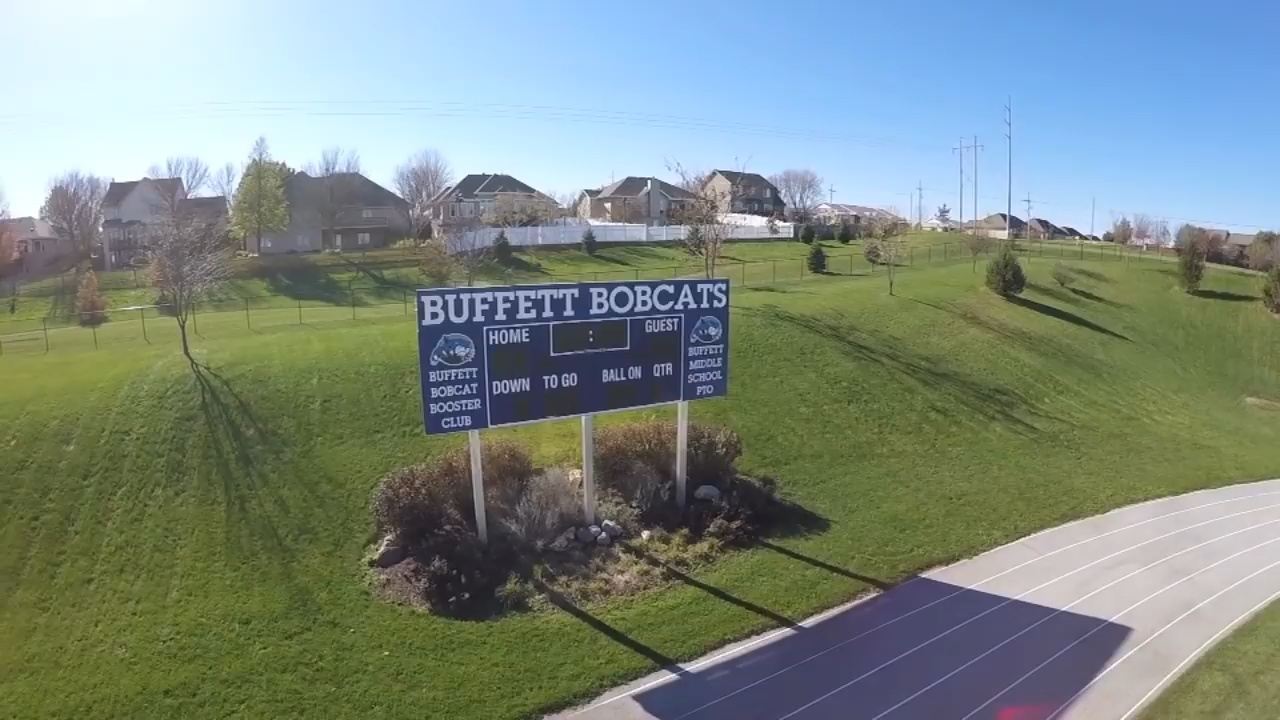 BUFFETT BOBCATS
HOME : GUEST
DOWN TO GO BALL ON QTR
BUFFETT
BOBCAT
BOOSTER
CLUB
BUFFETT
MIDDLE
SCHOOL
PTO